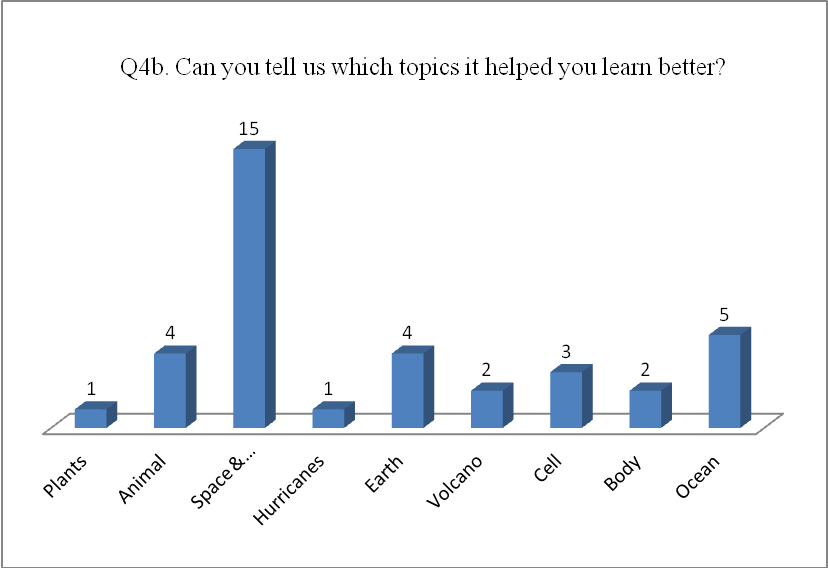 Q4b. Can you tell us which topics it helped you learn better?
15
5
4
4
3
2
2
1
1
Plants
Animal
Space &...
Hurricanes
Earth
Volcano
Cell
Body
Ocean